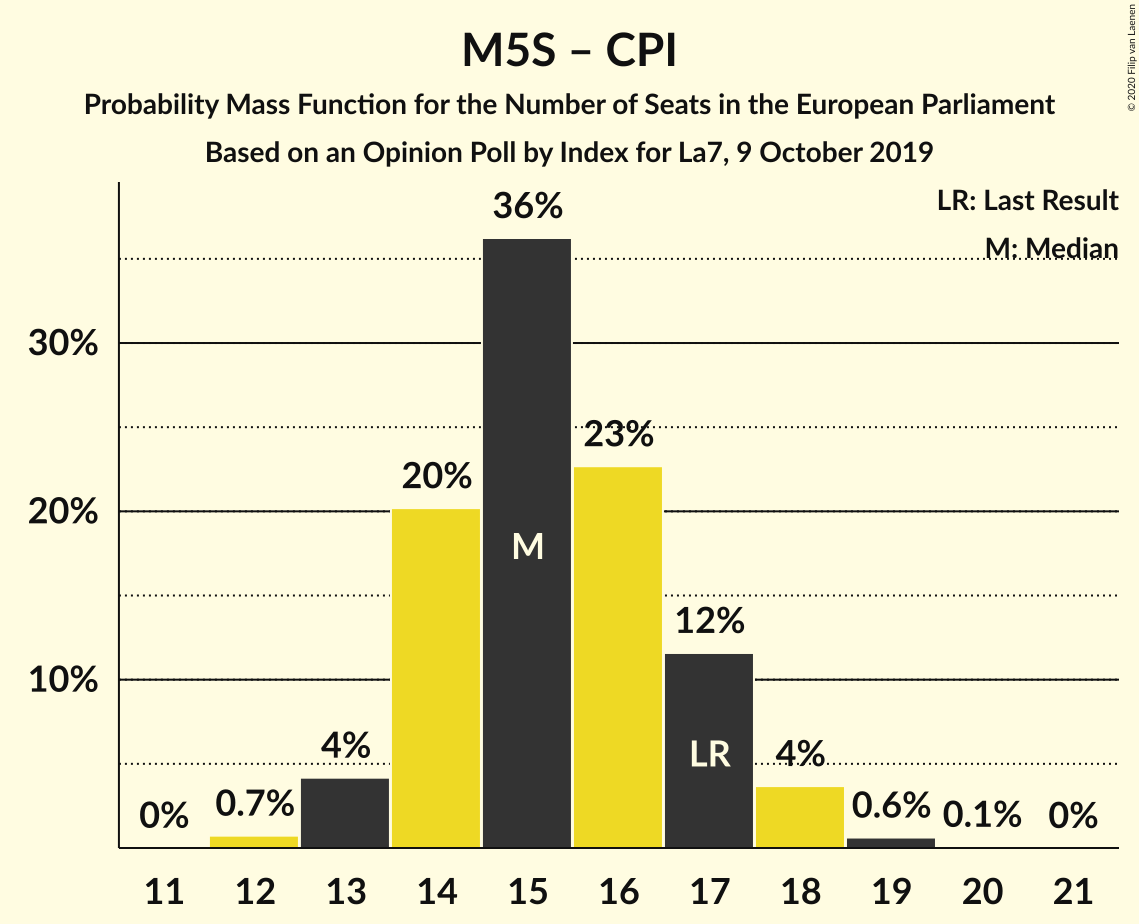 M5S – CPI
Probability Mass Function for the Number of Seats in the European Parliament
Based on an Opinion Poll by Index for La7, 9 October 2019
© 2020 Filip van Laenen
LR: Last Result
M: Median
36%
30%
23%
20%
20%
M
12%
10%
4%
LR
4%
0%
0.7%
0.6%
0.1%
0%
11 12 13 14 15 16 17 18 19 20 21